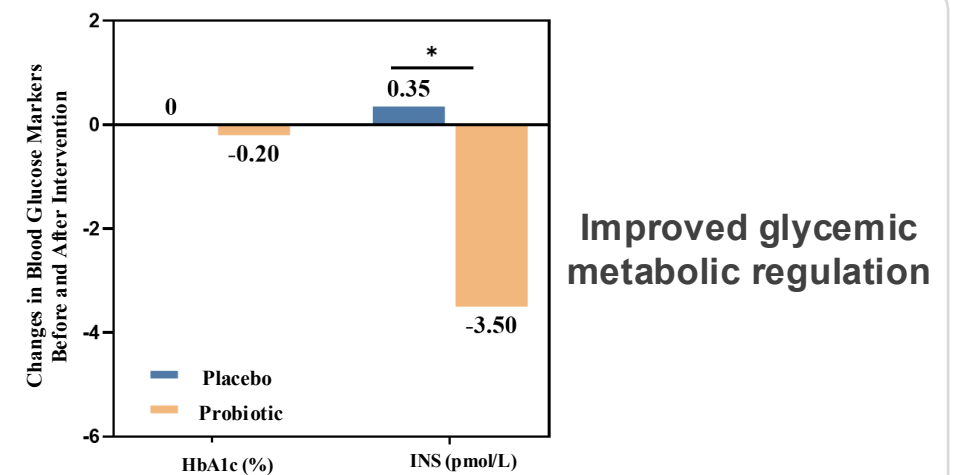 Changes in Blood Glucose Markers
Before and After Intervention
2
0
-2
-4
-6
0
-0.20
*
0.35
-3.50
Placebo
Probiotic
HbA1c (%)
INS (pmol/L)
Improved glycemic
metabolic regulation